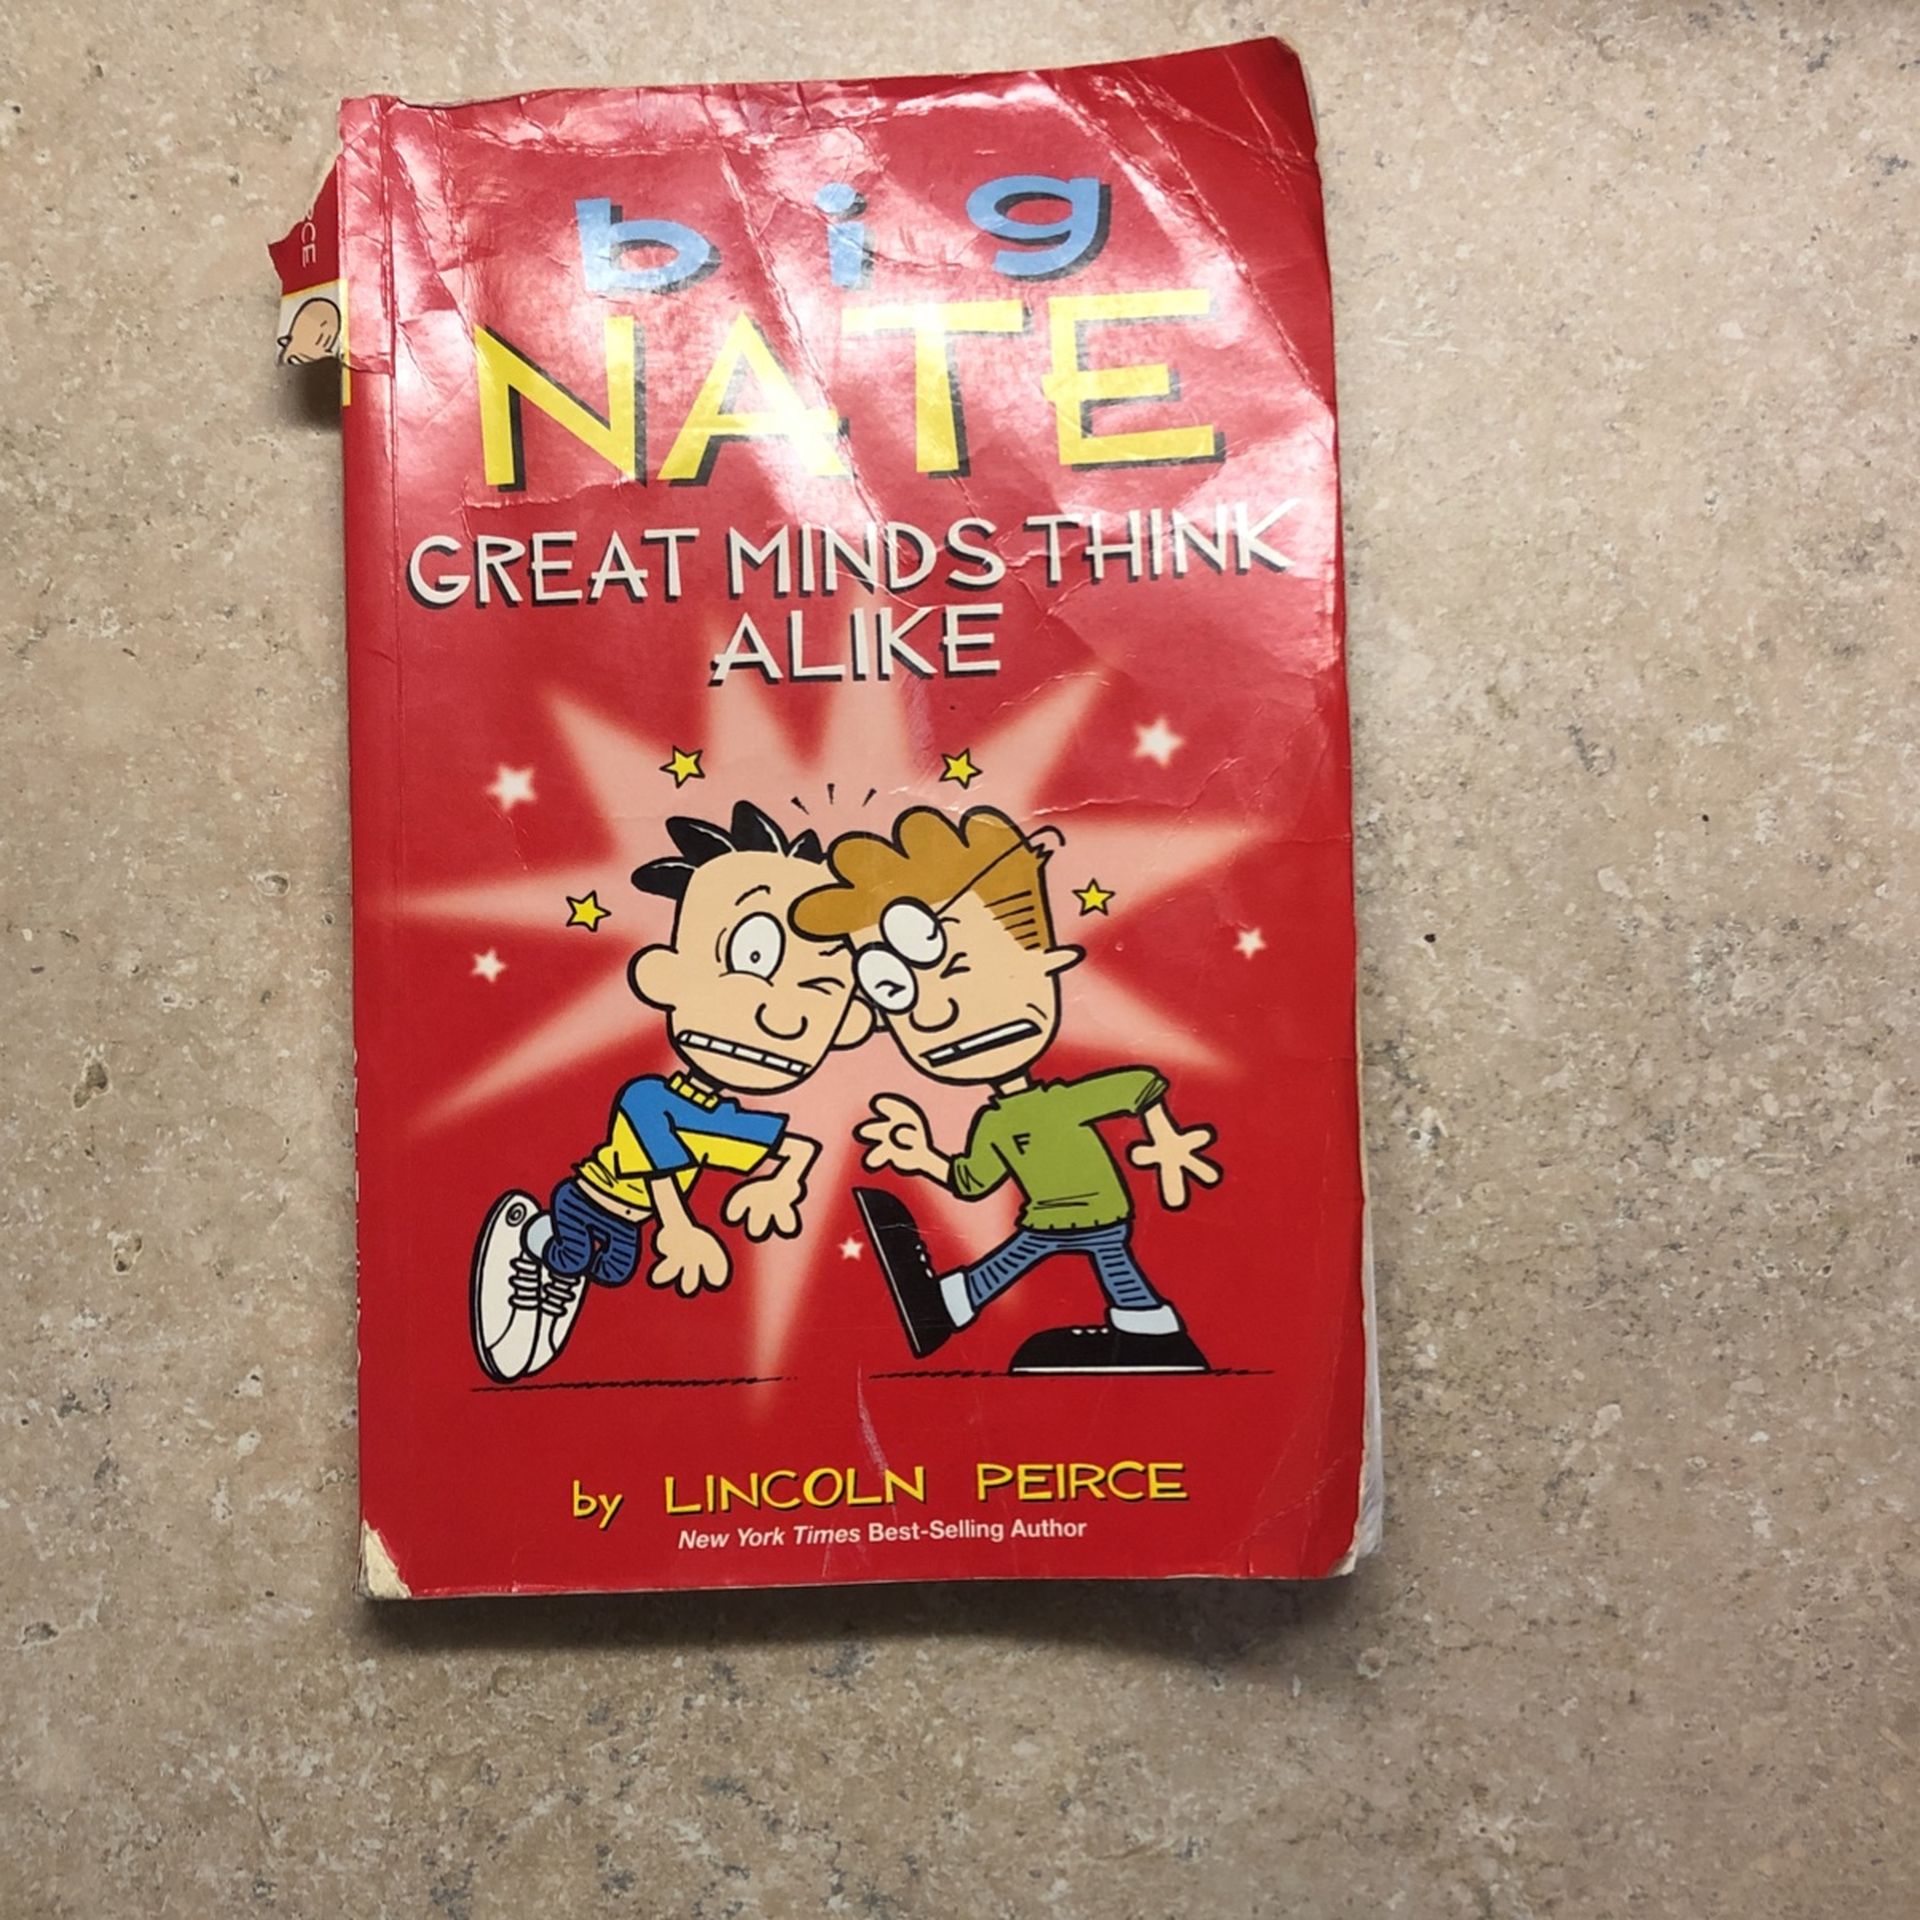 big
NATE
GREAT MINDS THINK
ALIKE
F
by LINCOLN PEIRCE
New York Times Best-Selling Author